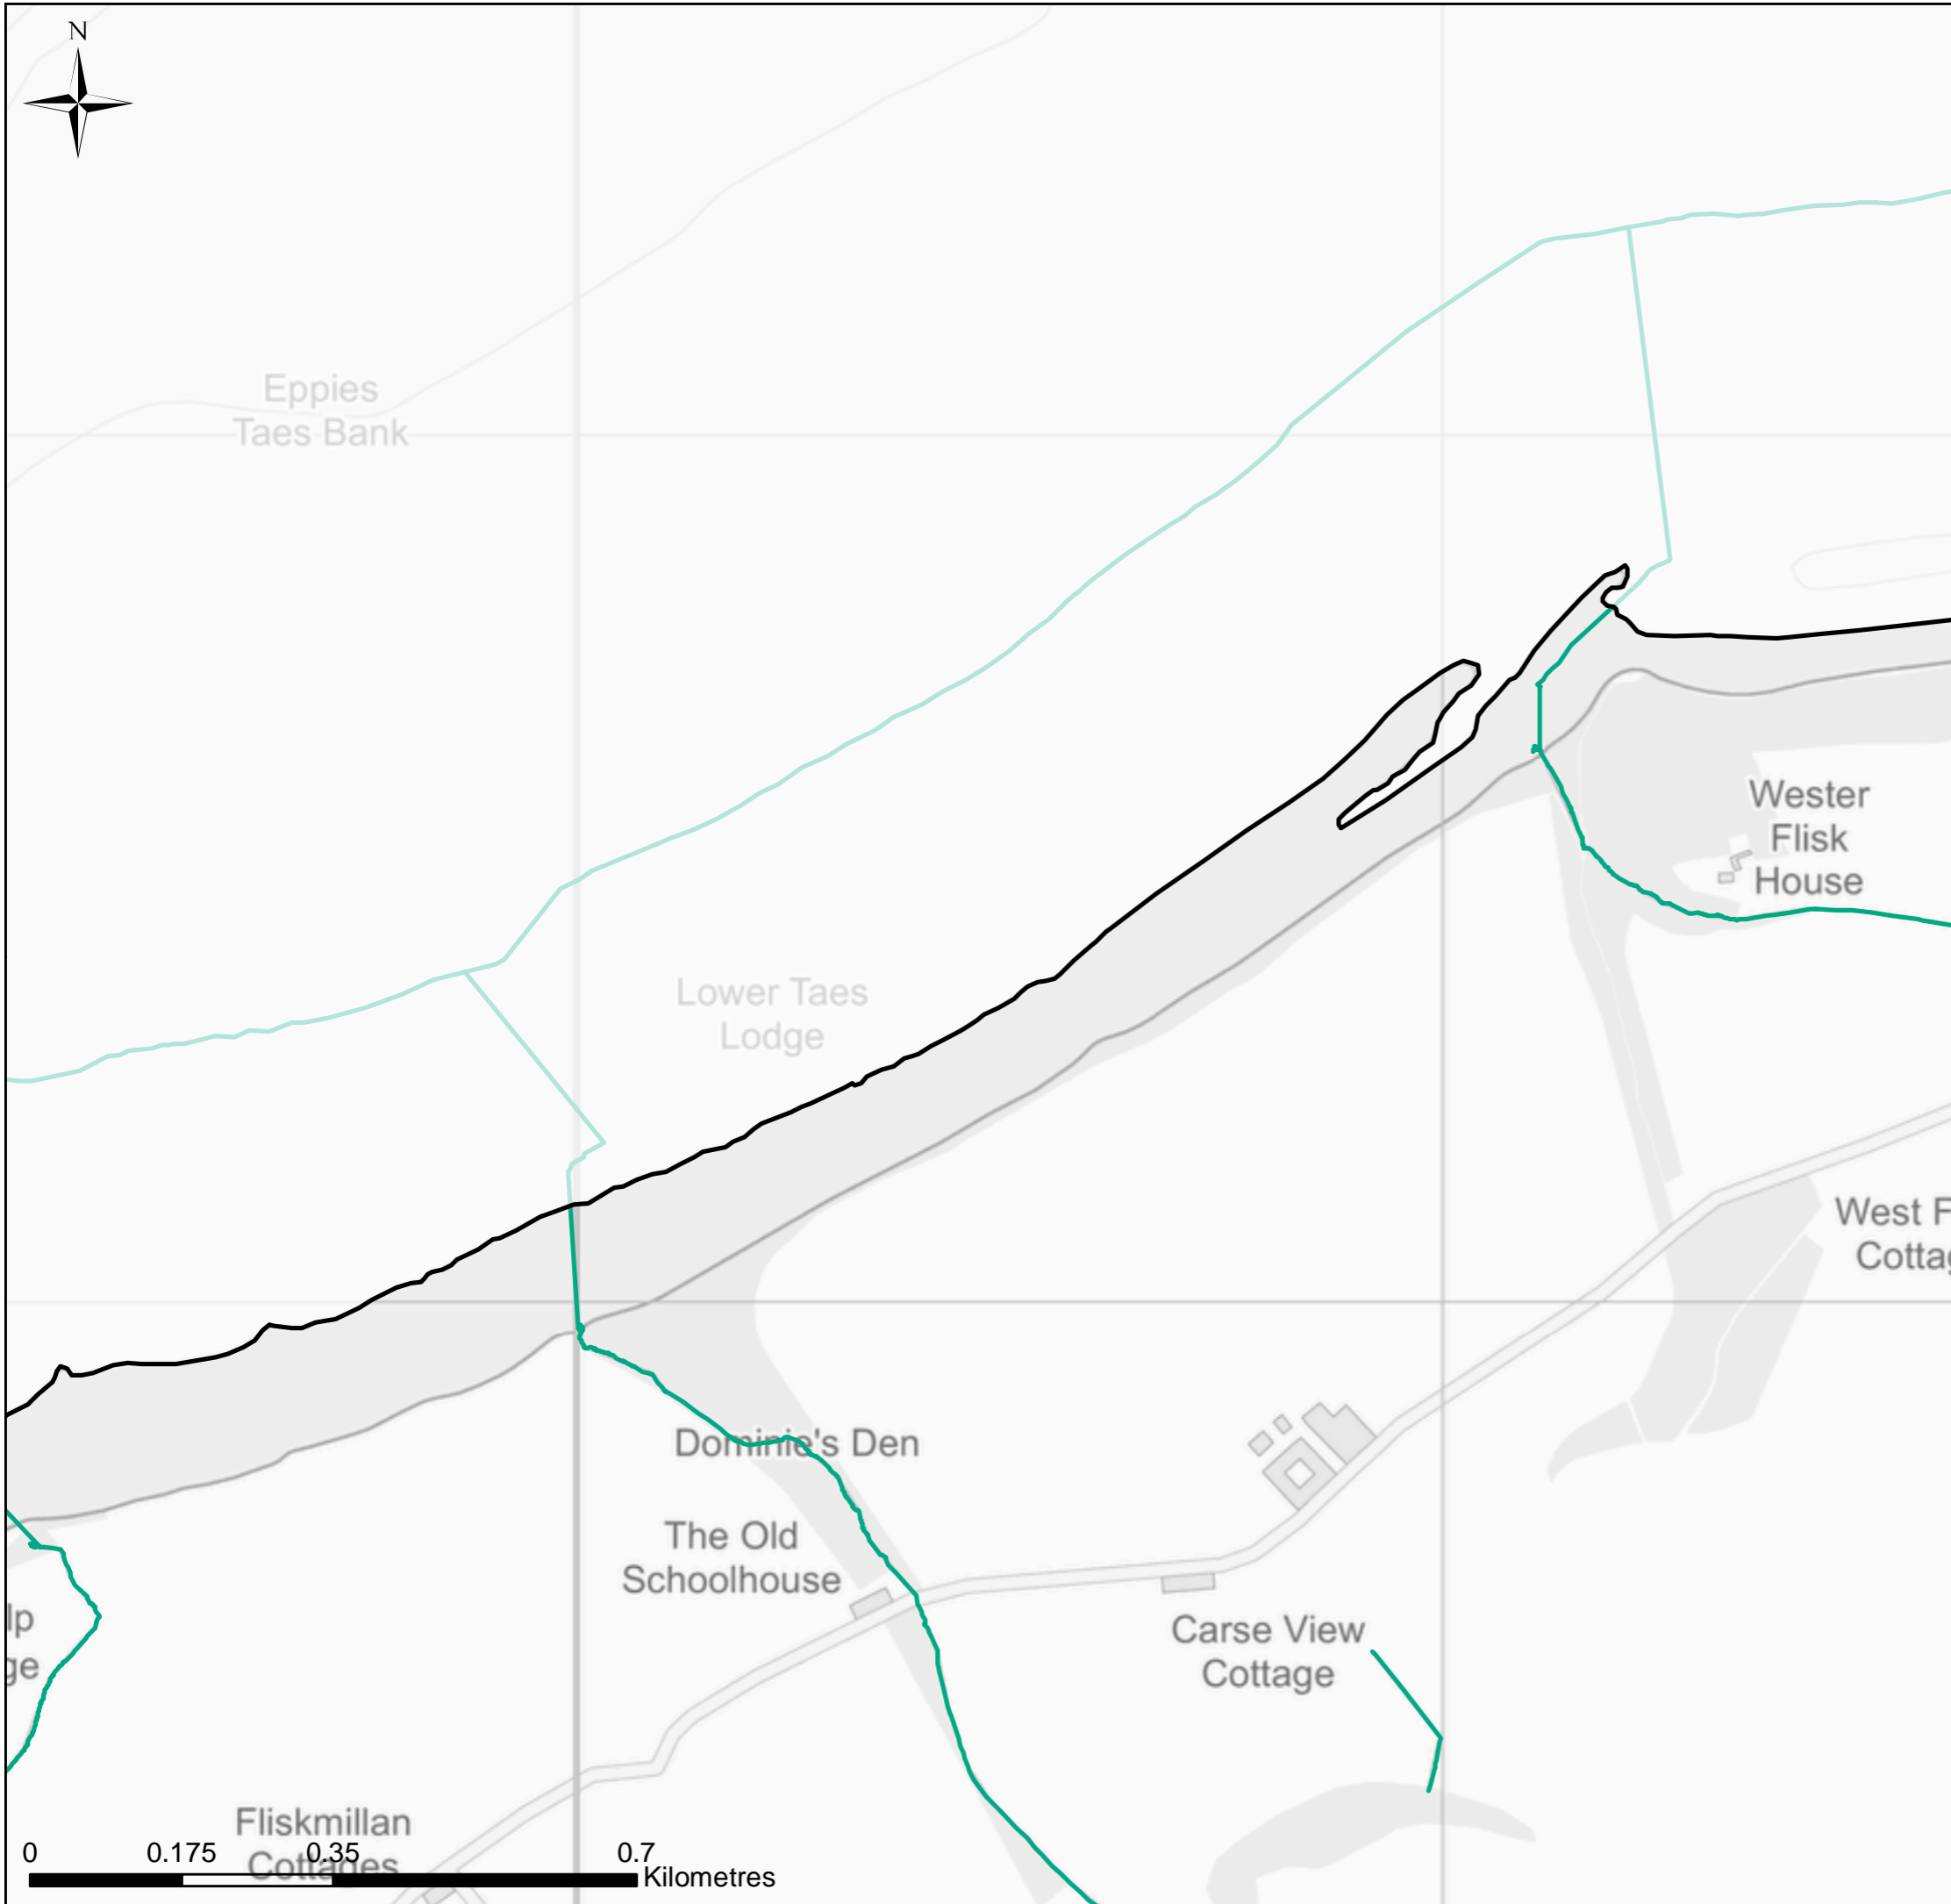 N
Eppies
Taes Bank
Wester
Flisk
House
Lower Taes
Lodge
West F
Cottag
Dominie's Den
The Old
Schoolhouse
lp
ge
Carse View
Cottage
Fliskmillan
Cottages
0 0.175 0.35 0.7
Kilometres